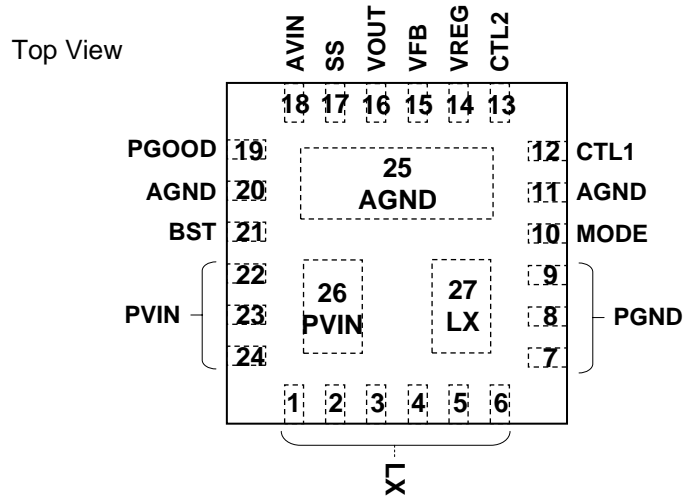 Top View
AVIN
SS
VOUT
VFB
VREG
CTL2
18 17 16 15 14 13
PGOOD 19
12 CTL1
25
AGND
AGND 20
11 AGND
BST 21
10 MODE
22
9
26
PVIN
27
LX
PVIN
23
8
PGND
24
7
1 2 3 4 5 6
LX